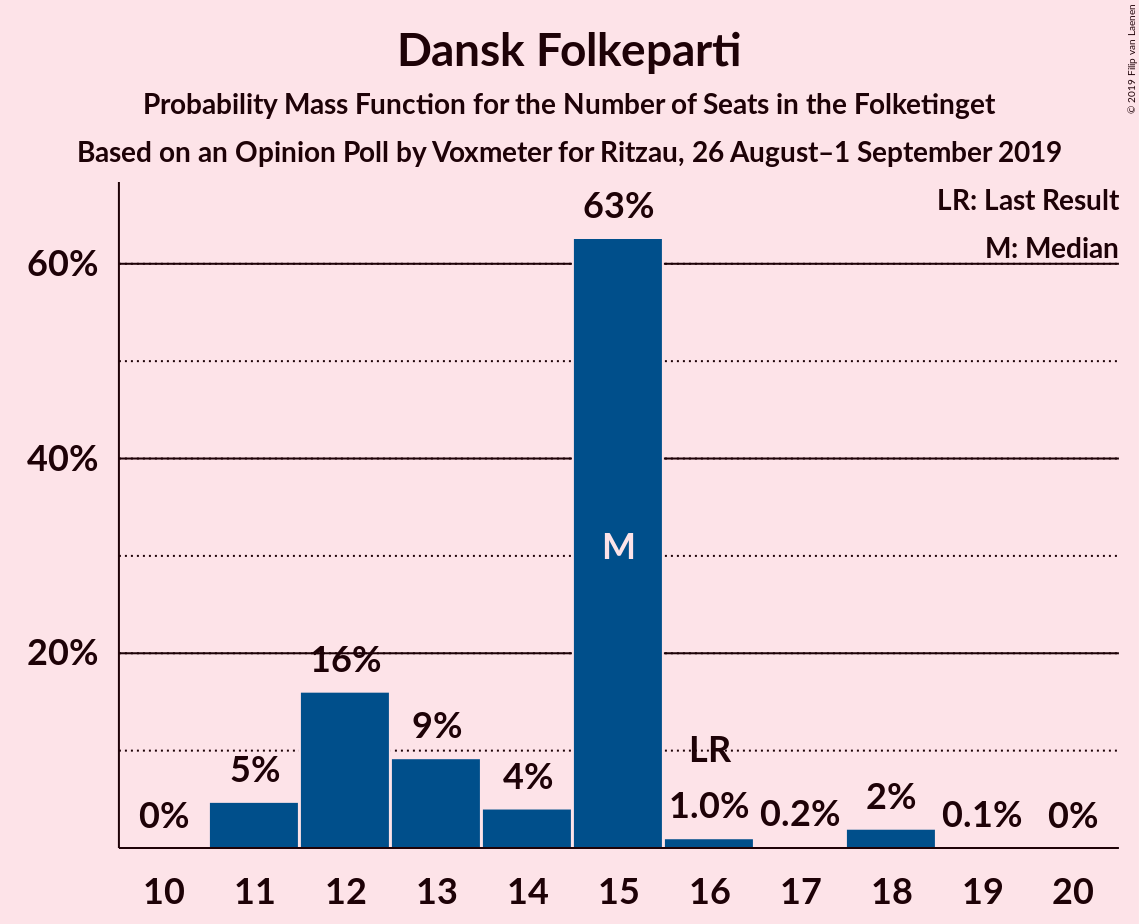 Dansk Folkeparti
Probability Mass Function for the Number of Seats in the Folketinget
Based on an Opinion Poll by Voxmeter for Ritzau, 26 August–1 September 2019
© 2019 Filip van Laenen
LR: Last Result
M: Median
60%
40%
20%
0%
5%
16%
9%
4%
63%
M
LR
1.0%
0.2%
2%
0.1%
0%
10 11 12 13 14 15 16 17 18 19 20